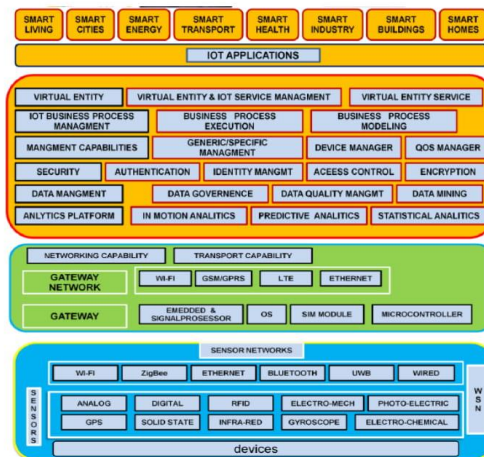 SMART LIVING SMART CITIES SMART ENERGY SMART TRANSPORT SMART HEALTH SMART INDUSTRY SMART BUILDINGS SMART HOMES
IOT APPLICATIONS
VIRTUAL ENTITY VIRTUAL ENTITY & IOT SERVICE MANAGMENT VIRTUAL ENTITY SERVICE
IOT BUSINESS PROCESS MANAGMENT BUSINESS PROCESS EXECUTION BUSINESS PROCESS MODELING
MANGMENT CAPABILITIES GENERIC/SPECIFIC MANAGMENT DEVICE MANAGER QOS MANAGER
SECURITY AUTHENTICATION IDENTITY MANGMT ACEESS CONTROL ENCRYPTION
DATA MANGMENT DATA GOVERNENCE DATA QUALITY MANGMT DATA MINING
ANLYTICS PLATFORM IN MOTION ANALITICS PREDICTIVE ANALITICS STATISTICAL ANALITICS
NETWORKING CAPABILITY TRANSPORT CAPABILITY
GATEWAY NETWORK WI-FI GSM/GPRS LTE ETHERNET
GATEWAY EMEDDED & SIGNALPROSESSOR OS SIM MODULE MICROCONTROLLER
SENSOR NETWORKS
WI-FI ZigBee ETHERNET BLUETOOTH UWB WIRED
SENSORS
ANALOG DIGITAL RFID ELECTRO-MECH PHOTO-ELECTRIC
GPS SOLID STATE INFRA-RED GYROSCOPE ELECTRO-CHEMICAL
WSN
devices